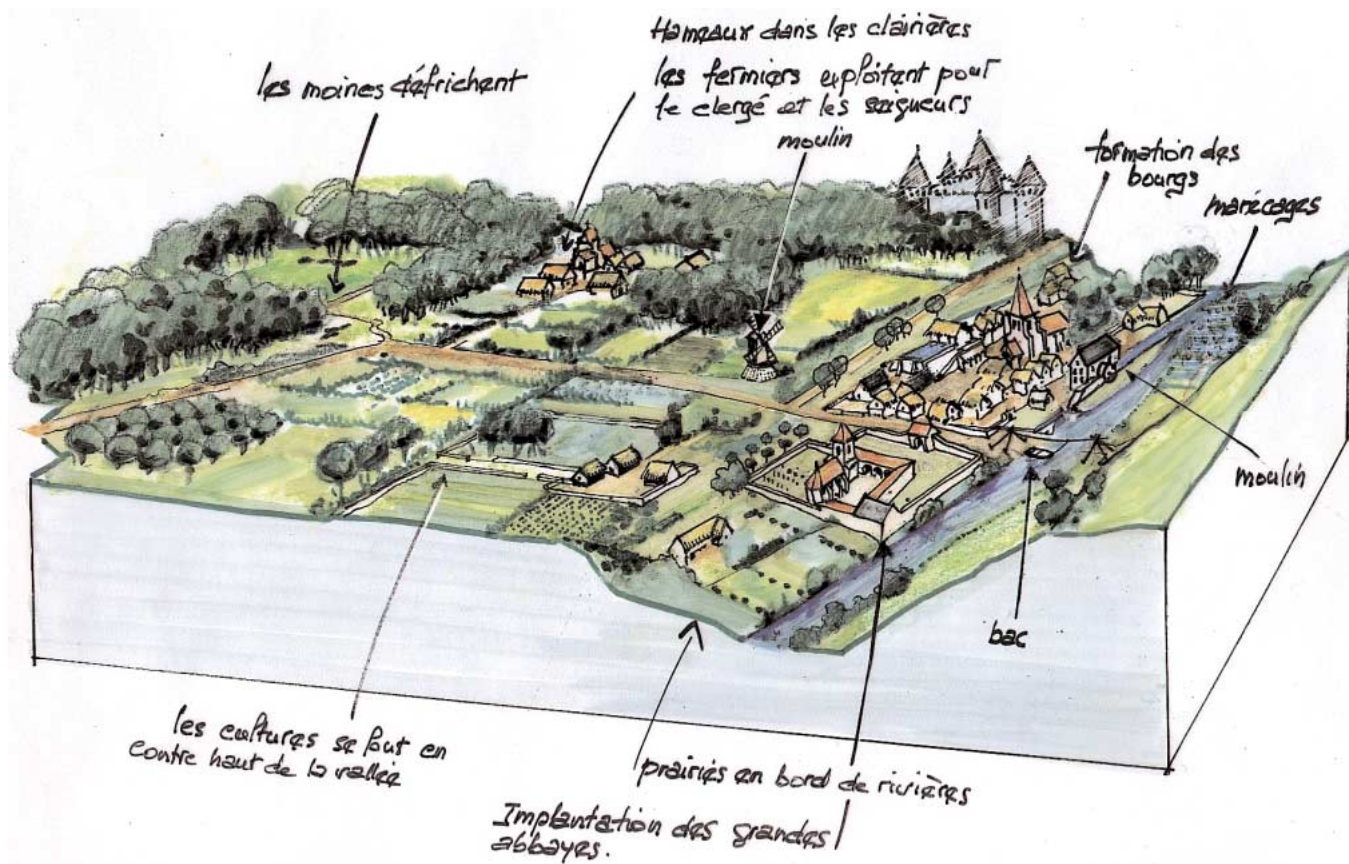 Hameaux dans les clairières
les fermiers exploitant pour
le clergé et les seigneurs
les moines défrichent
moulin
formation des
bourgs
marécages
moulin
bac
les cultures se font en
contre haut de la vallée
prairies en bord de rivières
Implantation des grandes
abbayes.